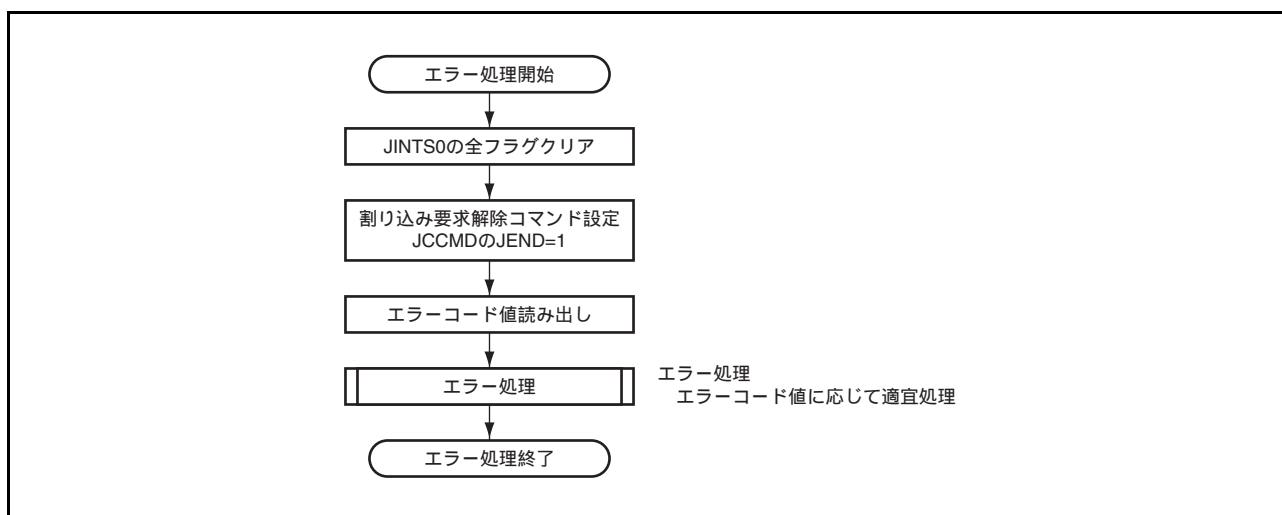 エラー処理開始
JINTS0の全フラグクリア
割り込み要求解除コマンド設定
JCCMDのJEND=1
エラーコード値読み出し
エラー処理
エラー処理
エラーコード値に応じて適宜処理
エラー処理終了